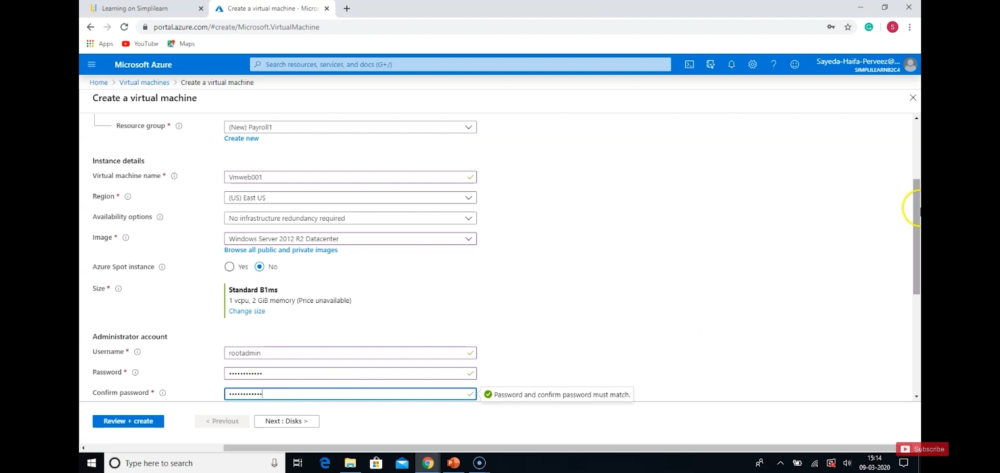 Learning on Simplilearn
Create a virtual machine - Micros
portal.azure.com/#create/Microsoft.VirtualMachine
S
Apps YouTube Maps
Microsoft Azure
Search resources, services, and docs (G+/)
Sayeda-Haifa-Perveez@...
SIMPLILEARNB2C4
Home > Virtual machines > Create a virtual machine
Create a virtual machine
Resource group *
(New) Payroll1
Create new
Instance details
Virtual machine name *
Vmweb001
Region *
(US) East US
Availability options
No infrastructure redundancy required
Image *
Windows Server 2012 R2 Datacenter
Browse all public and private images
Azure Spot instance
Yes No
Size *
Standard B1ms
1 vcpu, 2 GiB memory (Price unavailable)
Change size
Administrator account
Username *
rootadmin
Password *
••••••••••••
Confirm password *
••••••••••••
Password and confirm password must match.
Review + create
< Previous
Next : Disks >
Subscribe
Type here to search
15:14
09-03-2020